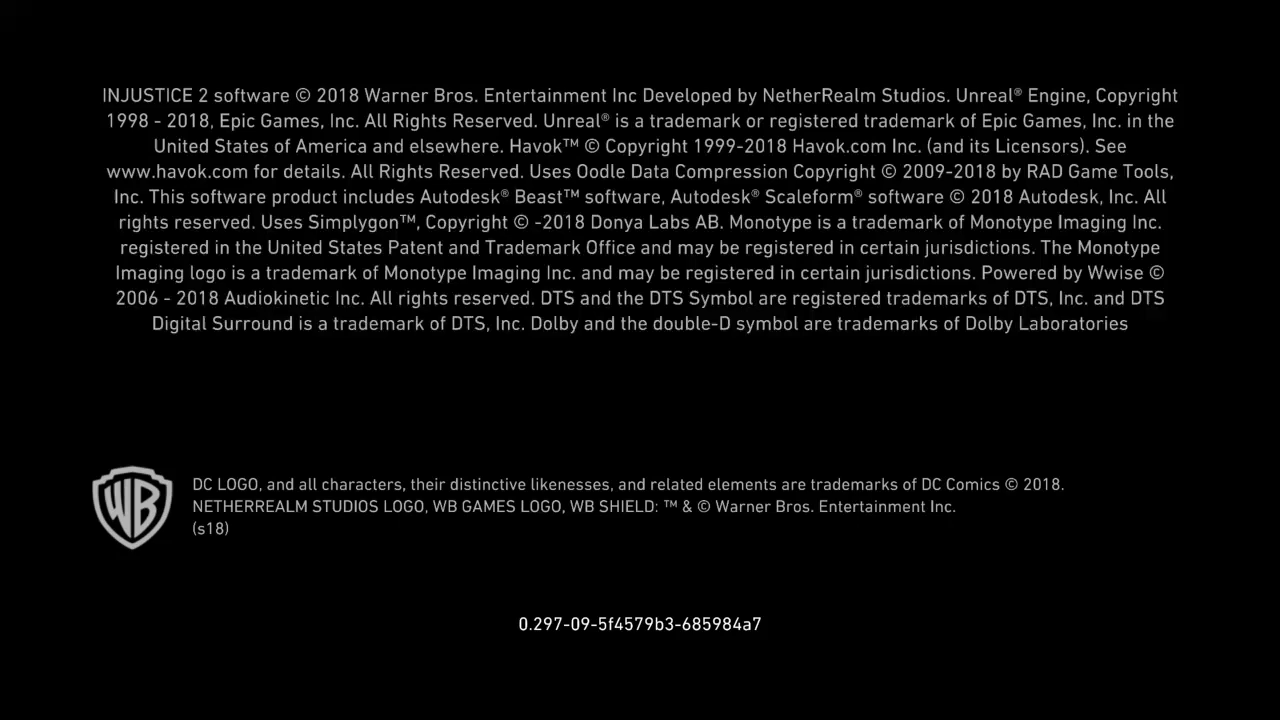 INJUSTICE 2 software © 2018 Warner Bros. Entertainment Inc Developed by NetherRealm Studios. Unreal® Engine, Copyright
1998 - 2018, Epic Games, Inc. All Rights Reserved. Unreal® is a trademark or registered trademark of Epic Games, Inc. in the
United States of America and elsewhere. Havok™ © Copyright 1999-2018 Havok.com Inc. (and its Licensors). See
www.havok.com for details. All Rights Reserved. Uses Oodle Data Compression Copyright © 2009-2018 by RAD Game Tools,
Inc. This software product includes Autodesk® Beast™ software, Autodesk® Scaleform® software © 2018 Autodesk, Inc. All
rights reserved. Uses Simplygon™, Copyright © -2018 Donya Labs AB. Monotype is a trademark of Monotype Imaging Inc.
registered in the United States Patent and Trademark Office and may be registered in certain jurisdictions. The Monotype
Imaging logo is a trademark of Monotype Imaging Inc. and may be registered in certain jurisdictions. Powered by Wwise ©
2006 - 2018 Audiokinetic Inc. All rights reserved. DTS and the DTS Symbol are registered trademarks of DTS, Inc. and DTS
Digital Surround is a trademark of DTS, Inc. Dolby and the double-D symbol are trademarks of Dolby Laboratories
WB
DC LOGO, and all characters, their distinctive likenesses, and related elements are trademarks of DC Comics © 2018.
NETHERREALM STUDIOS LOGO, WB GAMES LOGO, WB SHIELD: ™ & © Warner Bros. Entertainment Inc.
(s18)
0.297-09-5f4579b3-685984a7